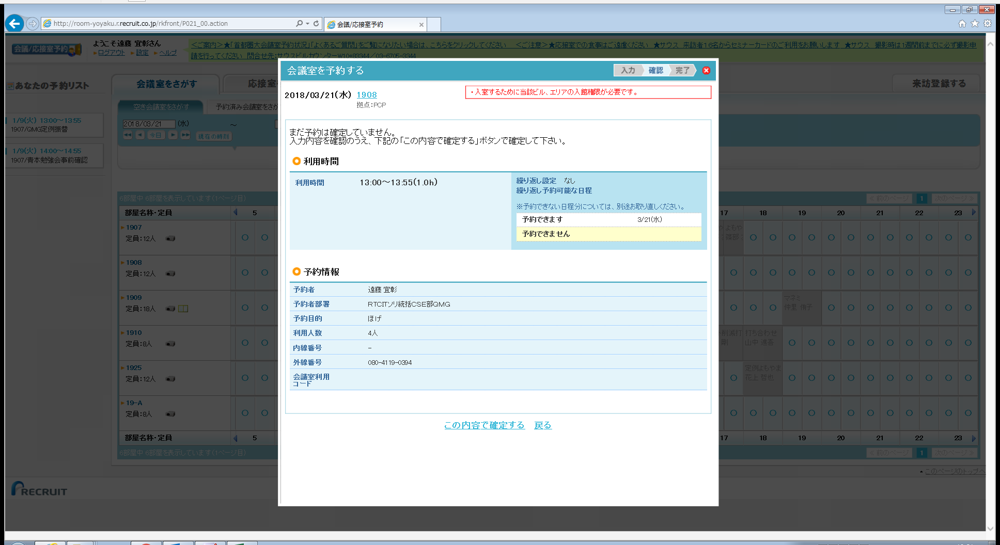 http://room-yoyaku.r.recruit.co.jp/rkfront/P021_00.action
会議/応接室予約
会議/応接室予約
ようこそ遠藤 宜彰さん
ログアウト 設定 ヘルプ
<ご案内>★「首都圏大会議室予約状況」「よくあるご質問」をご覧になりたい場合は、こちらをクリックしてください <ご注意>★応接室での食事はご遠慮ください ★サウス 来訪者16名からセミナーカードのご利用をお願いします ★サウス 撮影時は1週間前までに必ず撮影申
請を行ってください 問合せ先:サウスビルカウンターW10+83344/03-6705-3344
あなたの予約リスト
1/9(火) 13:00～13:55
1907/QMG定例振替
1/9(火) 14:00～14:55
1907/青本勉強会事前確認
会議室をさがす
応接室
来訪登録する
空き会議室をさがす
予約済み会議室をさが
2018/03/21 (水) ～
今日
現在の時刻
6部屋中 6部屋を表示しています(1ページ目)
≪前のページ 1 次のページ≫
部屋名称・定員 5 17 18 19 20 21 22 23
1907
定員:12人
よもや
篠部
1908
定員:12人
1909
定員:18人
マネミ
仲里 侑子
1910
定員:8人
削減打
剛
打ち合わせ
山中 進吾
1925
定員:12人
定例よもやま
花上 哲也
19-A
定員:8人
部屋名称・定員 5 17 18 19 20 21 22 23
6部屋中 6部屋を表示しています(1ページ目)
≪前のページ 1 次のページ≫
このページのトップへ
RECRUIT
会議室を予約する
入力 確認 完了
2018/03/21(水) 1908
拠点:PCP
・入室するために当該ビル、エリアの入館権限が必要です。
まだ予約は確定していません。
入力内容を確認のうえ、下記の「この内容で確定する」ボタンで確定して下さい。
利用時間
利用時間 13:00～13:55(1.0h)
繰り返し設定 なし
繰り返し予約可能な日程
※予約できない日程分については、別途お取り直しください。
予約できます 3/21(水)
予約できません
予約情報
予約者 遠藤 宜彰
予約者部署 RTCITソリ統括CSE部QMG
予約目的 ほげ
利用人数 4人
内線番号 -
外線番号 080-4119-0394
会議室利用
コード
この内容で確定する 戻る